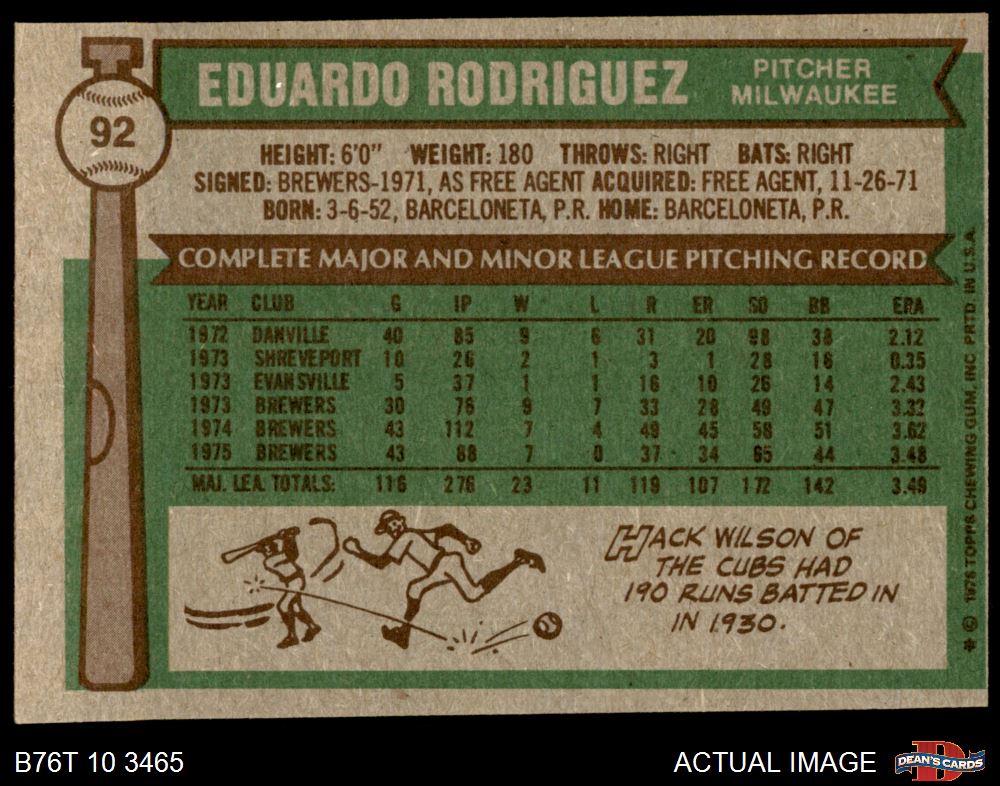 EDUARDO RODRIGUEZ
PITCHER
MILWAUKEE
92
HEIGHT: 6'0" WEIGHT: 180 THROWS: RIGHT BATS: RIGHT
SIGNED: BREWERS-1971, AS FREE AGENT ACQUIRED: FREE AGENT, 11-26-71
BORN: 3-6-52, BARCELONETA, P.R. HOME: BARCELONETA, P.R.
COMPLETE MAJOR AND MINOR LEAGUE PITCHING RECORD
YEAR CLUB G IP W L R ER SO BB ERA
1972 DANVILLE 40 85 9 6 31 20 98 38 2.12
1973 SHREVEPORT 10 26 2 1 3 1 28 16 0.35
1973 EVANSVILLE 5 37 1 1 16 10 26 14 2.43
1973 BREWERS 30 76 9 7 33 28 49 47 3.32
1974 BREWERS 43 112 7 4 49 45 58 51 3.62
1975 BREWERS 43 88 7 0 37 34 65 44 3.48
MAJ. LEA. TOTALS: 116 276 23 11 119 107 172 142 3.49
HACK WILSON OF
THE CUBS HAD
190 RUNS BATTED IN
IN 1930.
* © 1976 TOPPS CHEWING GUM, INC. PRTD. IN U.S.A.
B76T 10 3465
ACTUAL IMAGE
D
DEAN'S CARDS